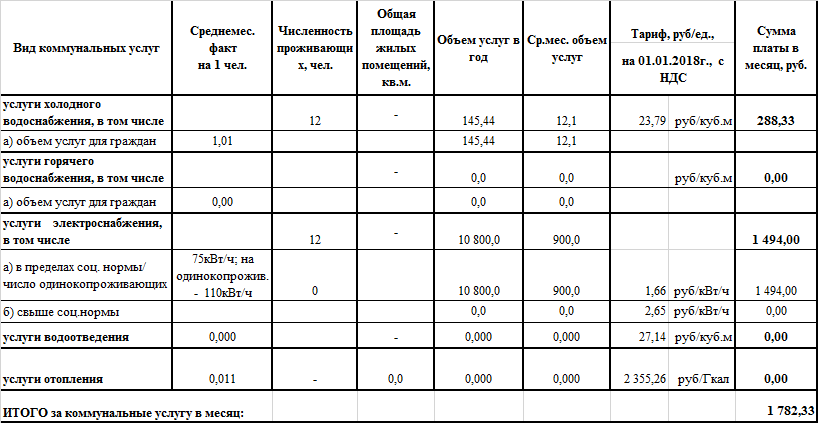 Вид коммунальных услуг
Среднемес.
факт
на 1 чел.
Численность
проживающи
х, чел.
Общая
площадь
жилых
помещений,
кв.м.
Объем услуг в
год
Ср.мес. объем
услуг
Тариф, руб/ед.,
на 01.01.2018г., с
НДС
Сумма
платы в
месяц, руб.
услуги холодного
водоснабжения, в том числе
12
-
145,44
12,1
23,79 руб/куб.м
288,33
а) объем услуг для граждан
1,01
145,44
12,1
услуги горячего
водоснабжения, в том числе
-
0,0
0,0
руб/куб.м
0,00
а) объем услуг для граждан
0,00
0,0
0,0
услуги электроснабжения,
в том числе
12
-
10 800,0
900,0
1 494,00
а) в пределах соц. нормы/
число одинокопроживающих
75кВт/ч; на
одинокопрожив.
- 110кВт/ч
0
10 800,0
900,0
1,66 руб/кВт/ч
1 494,00
б) свыше соц.нормы
0,0
0,0
2,65 руб/кВт/ч
0,00
услуги водоотведения
0,000
-
0,000
0,000
27,14 руб/куб.м
0,00
услуги отопления
0,011
-
0,0
0,000
0,000
2 355,26 руб/Гкал
0,00
ИТОГО за коммунальные услугу в месяц:
1 782,33